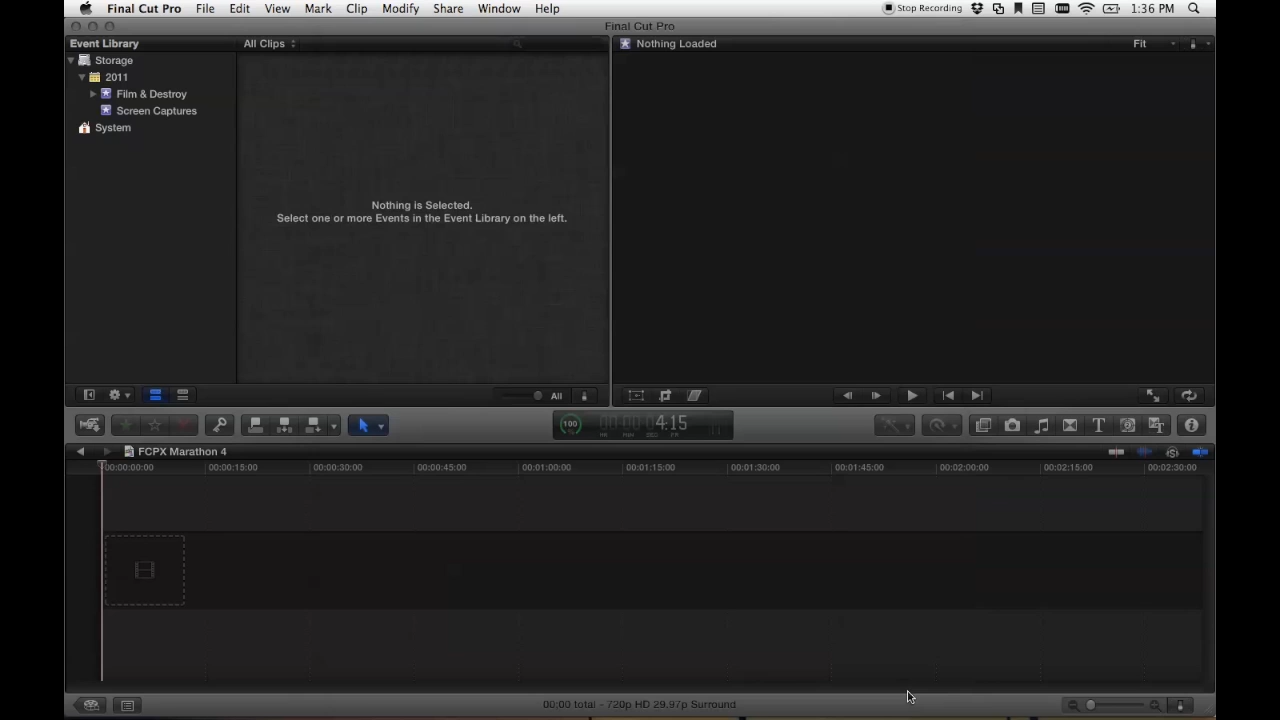 Final Cut Pro File Edit View Mark Clip Modify Share Window Help Stop Recording 1:36 PM
Final Cut Pro
Event Library All Clips Nothing Loaded Fit
Storage
2011
Film & Destroy
Screen Captures
System
Nothing is Selected.
Select one or more Events in the Event Library on the left.
All
100 4:15
FCPX Marathon 4
00:00:00:00 00:00:15:00 00:00:30:00 00:00:45:00 00:01:00:00 00:01:15:00 00:01:30:00 00:01:45:00 00:02:00:00 00:02:15:00 00:02:30:00
00:00 total - 720p HD 29.97p Surround